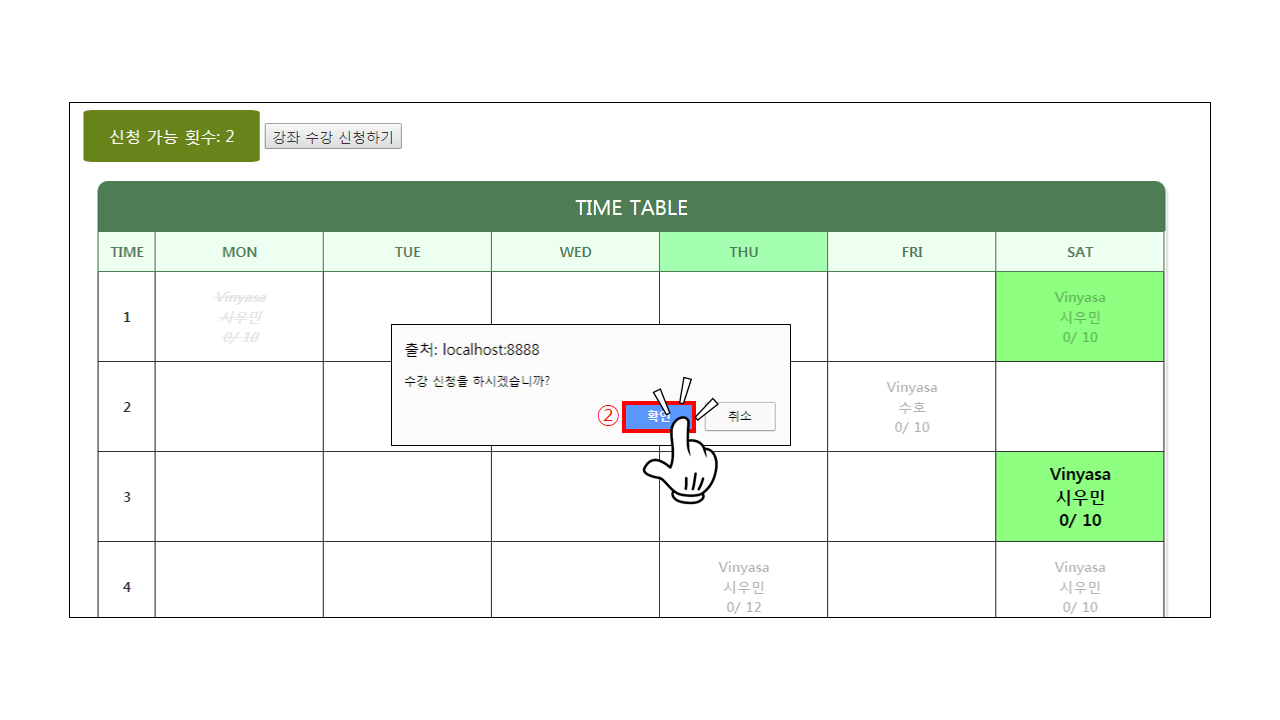 신청 가능 횟수: 2
강좌 수강 신청하기
TIME TABLE
TIME MON TUE WED THU FRI SAT
1
Vinyasa
시우민
0/ 10
Vinyasa
시우민
0/ 10
출처: localhost:8888
수강 신청을 하시겠습니까?
② 확인 취소
2
Vinyasa
수호
0/ 10
3
Vinyasa
시우민
0/ 10
4
Vinyasa
시우민
0/ 12
Vinyasa
시우민
0/ 10